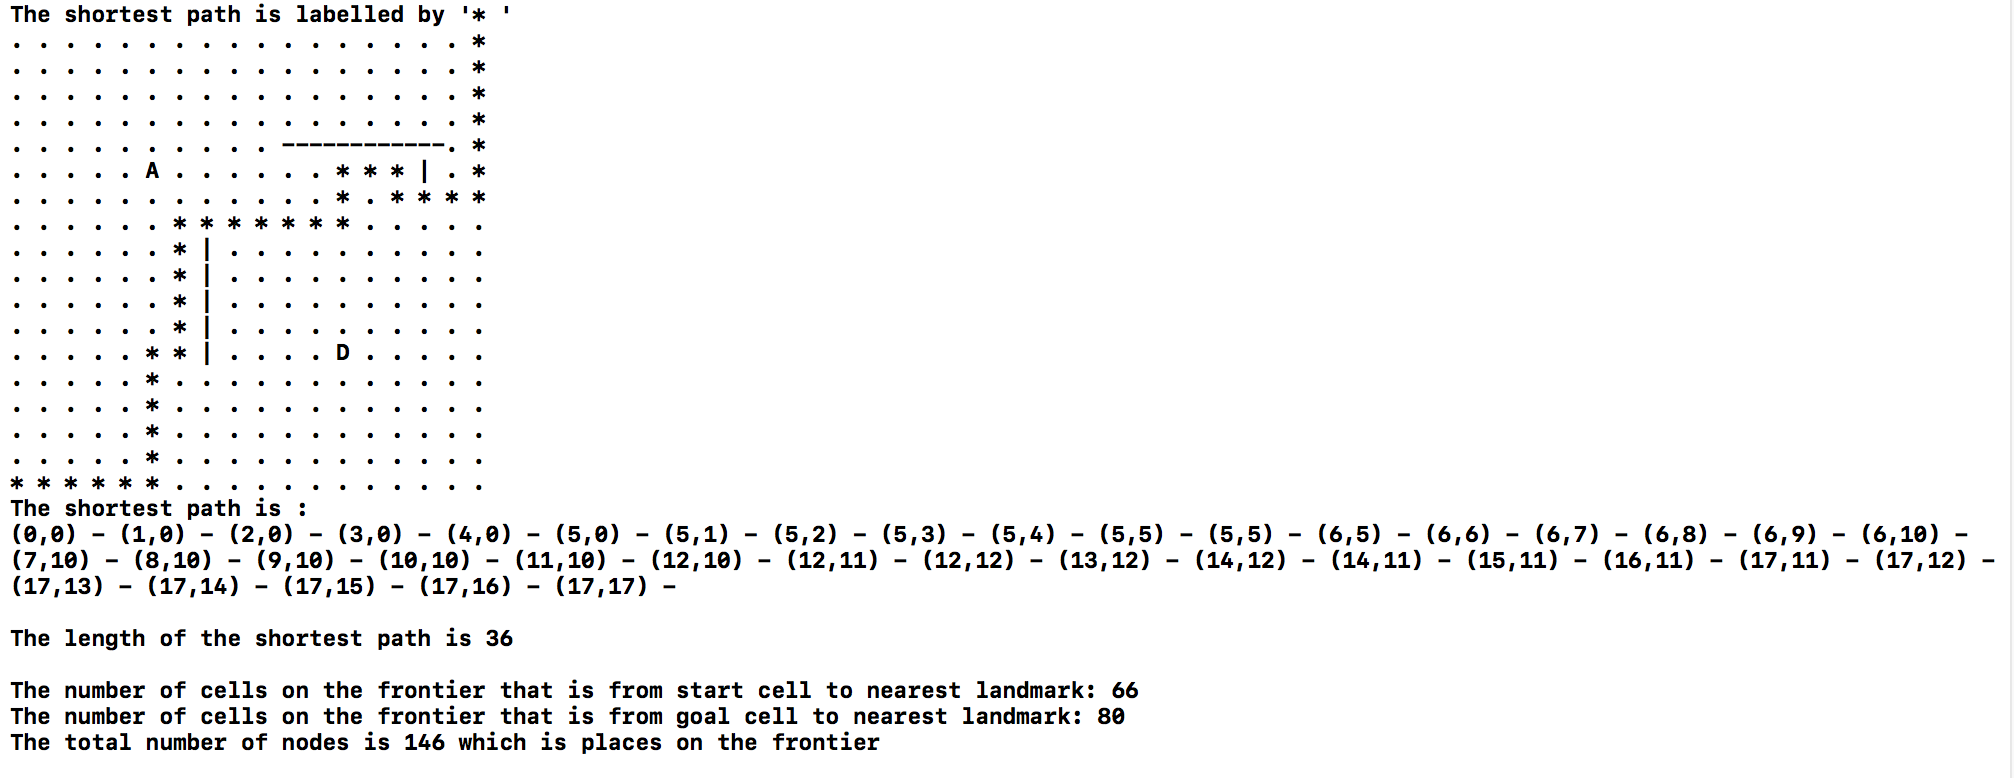 The shortest path is labelled by '* '
. . . . . . . . . . . . . . . . . *
. . . . . . . . . . . . . . . . . *
. . . . . . . . . . . . . . . . . *
. . . . . . . . . . . . . . . . . *
. . . . . . . . . . ------------. *
. . . . . A . . . . . . * * * | . *
. . . . . . . . . . . . * . * * * *
. . . . . . * * * * * * * . . . . .
. . . . . . * | . . . . . . . . . .
. . . . . . * | . . . . . . . . . .
. . . . . . * | . . . . . . . . . .
. . . . . . * | . . . . . . . . . .
. . . . . * * | . . . . D . . . . .
. . . . . * . . . . . . . . . . . .
. . . . . * . . . . . . . . . . . .
. . . . . * . . . . . . . . . . . .
. . . . . * . . . . . . . . . . . .
* * * * * * . . . . . . . . . . . .
The shortest path is :
(0,0) - (1,0) - (2,0) - (3,0) - (4,0) - (5,0) - (5,1) - (5,2) - (5,3) - (5,4) - (5,5) - (5,5) - (6,5) - (6,6) - (6,7) - (6,8) - (6,9) - (6,10) -
(7,10) - (8,10) - (9,10) - (10,10) - (11,10) - (12,10) - (12,11) - (12,12) - (13,12) - (14,12) - (14,11) - (15,11) - (16,11) - (17,11) - (17,12) -
(17,13) - (17,14) - (17,15) - (17,16) - (17,17) -
The length of the shortest path is 36
The number of cells on the frontier that is from start cell to nearest landmark: 66
The number of cells on the frontier that is from goal cell to nearest landmark: 80
The total number of nodes is 146 which is places on the frontier